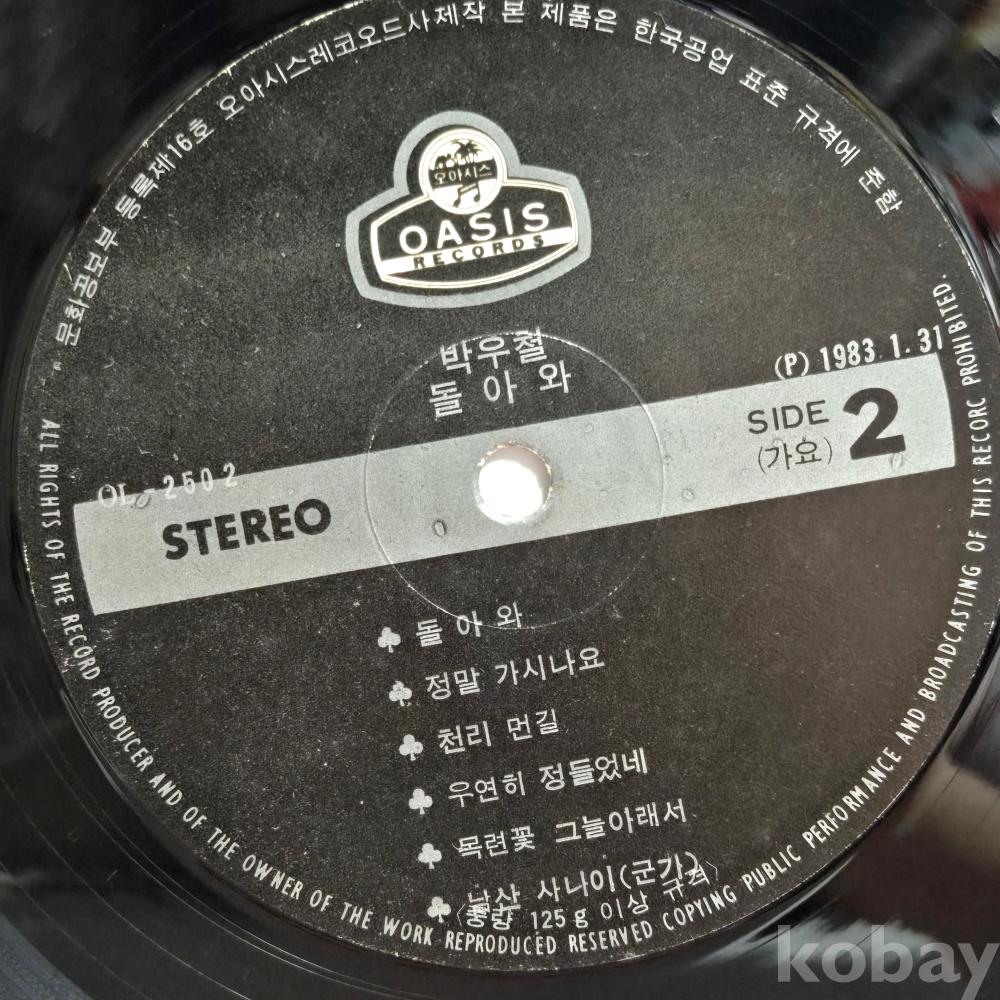 문화공보부 등록제16호 오아시스레코오드사제작 본 제품은 한국공업 표준 규격에 준함
오아시스
OASIS
RECORDS
박우철
돌아와
(P) 1983.1.31
SIDE 2
(가요)
OL-2502
STEREO
돌아와
정말 가시나요
천리 먼길
우연히 정들었네
목련꽃 그늘아래서
남산 사나이(군가)
〈중량 125g 이상 규격〉
ALL RIGHTS OF THE RECORD PRODUCER AND OF THE OWNER OF THE WORK REPRODUCED RESERVED COPYING PUBLIC PERFORMANCE AND BROADCASTING OF THIS RECORC PROHIBITED.
kobay